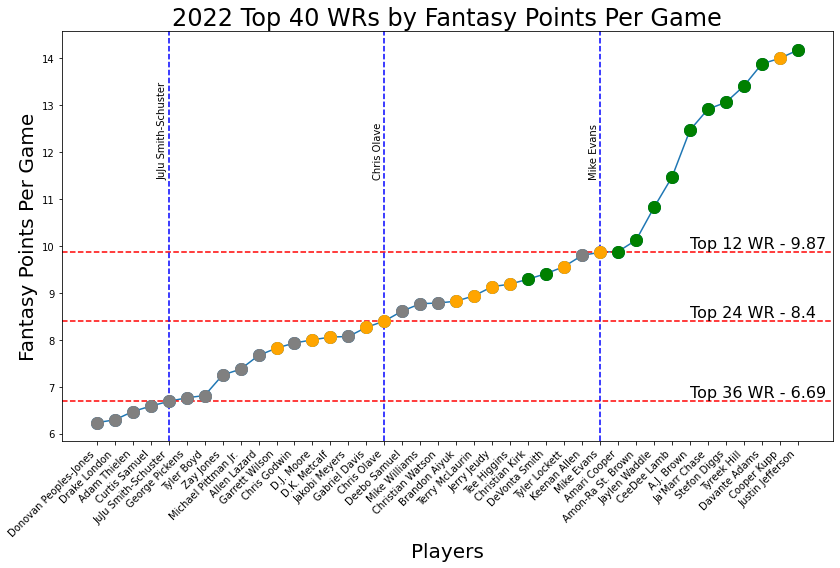 2022 Top 40 WRs by Fantasy Points Per Game
Fantasy Points Per Game
14
13
12
11
10
9
8
7
6
JuJu Smith-Schuster
Chris Olave
Mike Evans
Top 12 WR - 9.87
Top 24 WR - 8.4
Top 36 WR - 6.69
Donovan Peoples-Jones
Drake London
Adam Thielen
Curtis Samuel
JuJu Smith-Schuster
George Pickens
Tyler Boyd
Zay Jones
Michael Pittman Jr.
Allen Lazard
Garrett Wilson
Chris Godwin
D.J. Moore
D.K. Metcalf
Jakobi Meyers
Gabriel Davis
Chris Olave
Deebo Samuel
Mike Williams
Christian Watson
Brandon Aiyuk
Terry McLaurin
Jerry Jeudy
Tee Higgins
Christian Kirk
DeVonta Smith
Tyler Lockett
Keenan Allen
Mike Evans
Amari Cooper
Amon-Ra St. Brown
Jaylen Waddle
CeeDee Lamb
A.J. Brown
Ja'Marr Chase
Stefon Diggs
Tyreek Hill
Davante Adams
Cooper Kupp
Justin Jefferson
Players